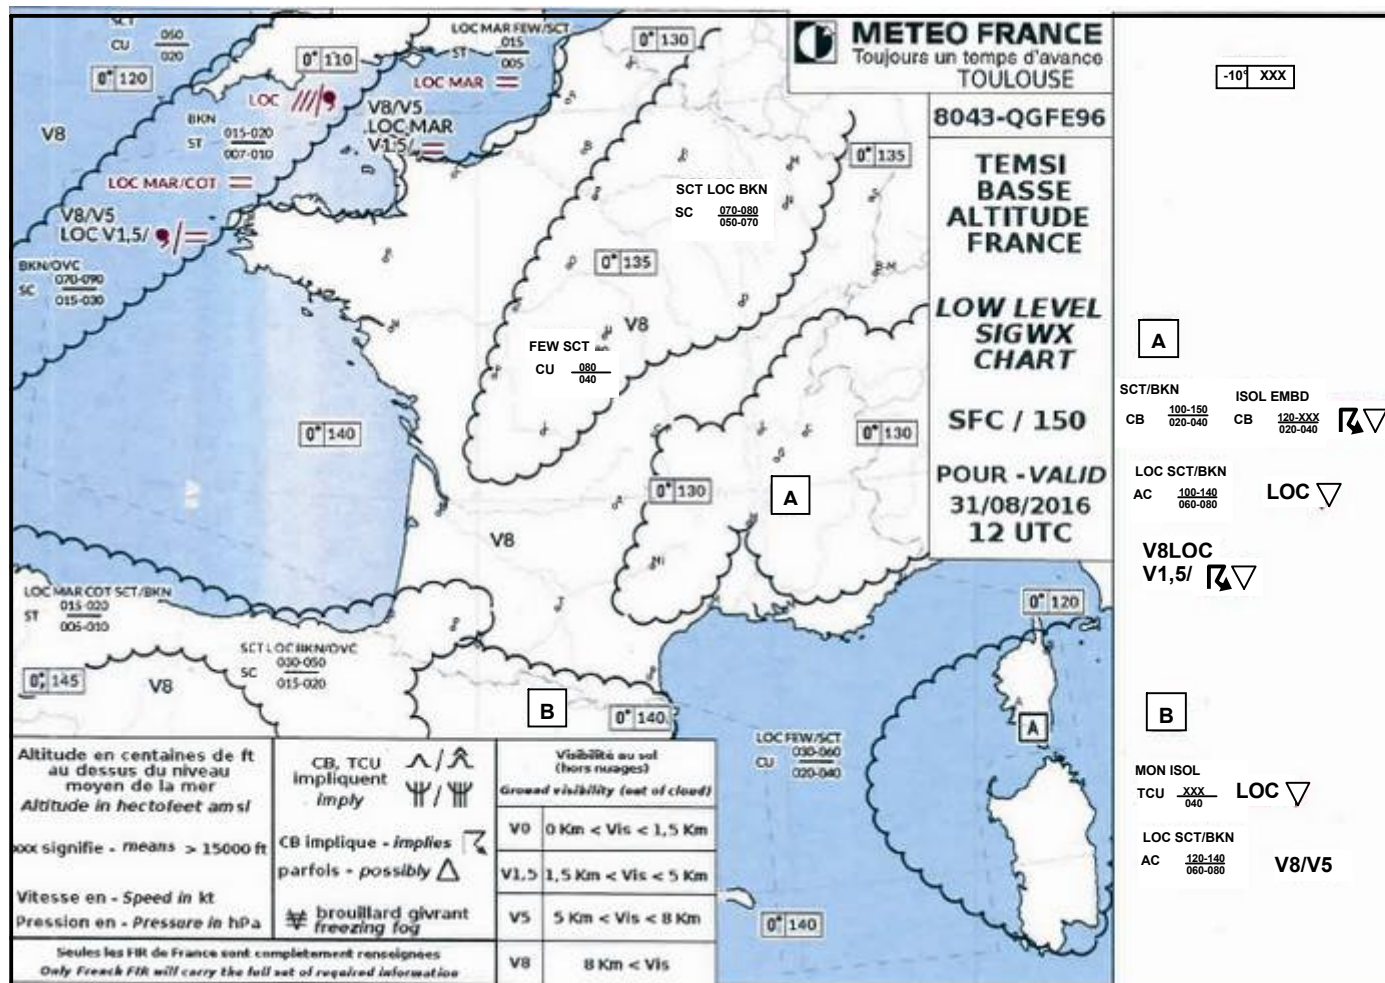 SCT
CU 050
020
0° 120
0° 110
LOC
BKN
ST 015-020
007-010
V8
LOC MAR/COT
V8/V5
LOC V1,5/
BKN/OVC
SC 070-090
015-030
LOC MAR FEW/SCT
ST 015
005
LOC MAR
V8/V5
LOC MAR
V1,5/
0° 130
0° 135
SCT LOC BKN
SC 070-080
050-070
0° 135
V8
FEW SCT
CU 080
040
0° 140
0° 130
0° 130
A
V8
LOC MAR COT SCT/BKN
ST 015-020
005-010
SCT LOC BKN/OVC
SC 030-050
015-020
0° 145
V8
B
0° 140
0° 120
A
LOC FEW/SCT
CU 030-060
020-040
0° 140
METEO FRANCE
Toujours un temps d'avance
TOULOUSE
8043-QGFE96
TEMSI
BASSE
ALTITUDE
FRANCE
LOW LEVEL
SIGWX
CHART
SFC / 150
POUR - VALID
31/08/2016
12 UTC
-10° XXX
A
SCT/BKN
CB 100-150
020-040
ISOL EMBD
CB 120-XXX
020-040
LOC SCT/BKN
AC 100-140
060-080
LOC
V8LOC
V1,5/
B
MON ISOL
TCU XXX
040
LOC
LOC SCT/BKN
AC 120-140
060-080
V8/V5
Altitude en centaines de ft
au dessus du niveau
moyen de la mer
Altitude in hectofeet amsl
xxx signifie - means > 15000 ft
Vitesse en - Speed in kt
Pression en - Pressure in hPa
CB, TCU
impliquent
imply
CB implique - implies
parfois - possibly
brouillard givrant
freezing fog
Visibilité au sol
(hors nuages)
Ground visibility (out of cloud)
V0 0 Km < Vis < 1,5 Km
V1,5 1,5 Km < Vis < 5 Km
V5 5 Km < Vis < 8 Km
V8 8 Km < Vis
Seules les FIR de France sont complètement renseignées
Only French FIR will carry the full set of required information